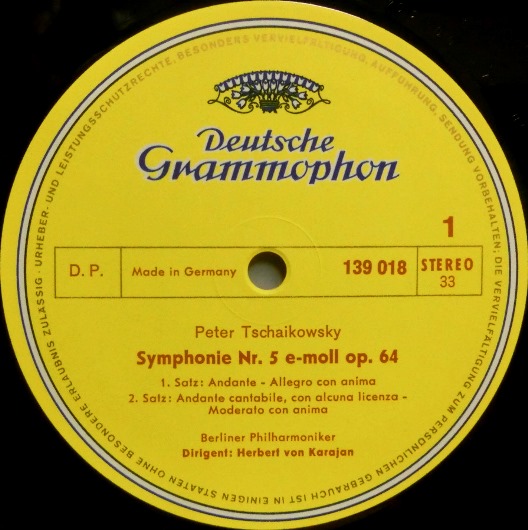 URHEBER- UND LEISTUNGSSCHUTZRECHTE, BESONDERS VERVIELFÄLTIGUNG, AUFFÜHRUNG, SENDUNG VORBEHALTEN; DIE VERVIELFÄLTIGUNG ZUM PERSÖNLICHEN GEBRAUCH IST IN EINIGEN STAATEN OHNE BESONDERE ERLAUBNIS ZULÄSSIG ·
Deutsche
Grammophon
1
D. P. Made in Germany 139 018 STEREO
33
Peter Tschaikowsky
Symphonie Nr. 5 e-moll op. 64
1. Satz: Andante - Allegro con anima
2. Satz: Andante cantabile, con alcuna licenza -
Moderato con anima
Berliner Philharmoniker
Dirigent: Herbert von Karajan